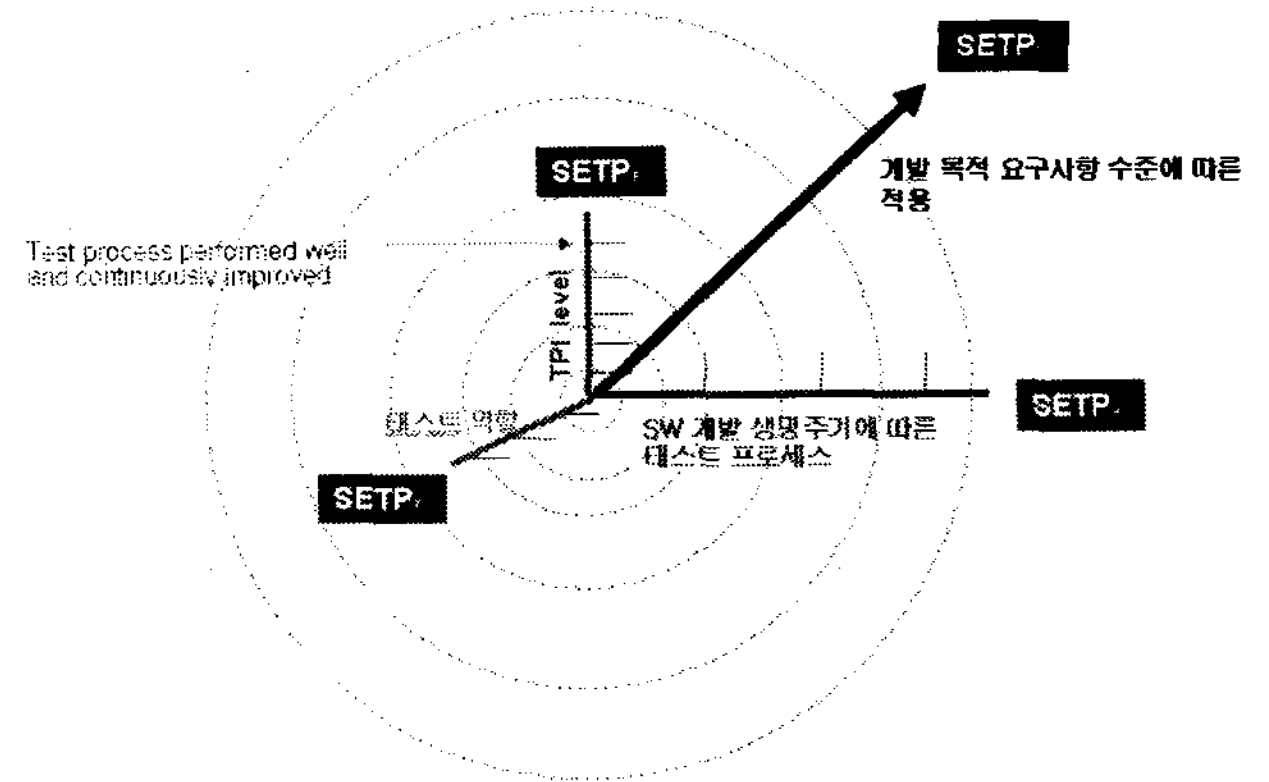 SETP
SETP
개발 목적 요구사항 수준에 따른
적용
Test process performed well
and continuously improved
TPI level
테스트 역할
SW 개발 생명주기에 따른
테스트 프로세스
SETP
SETP